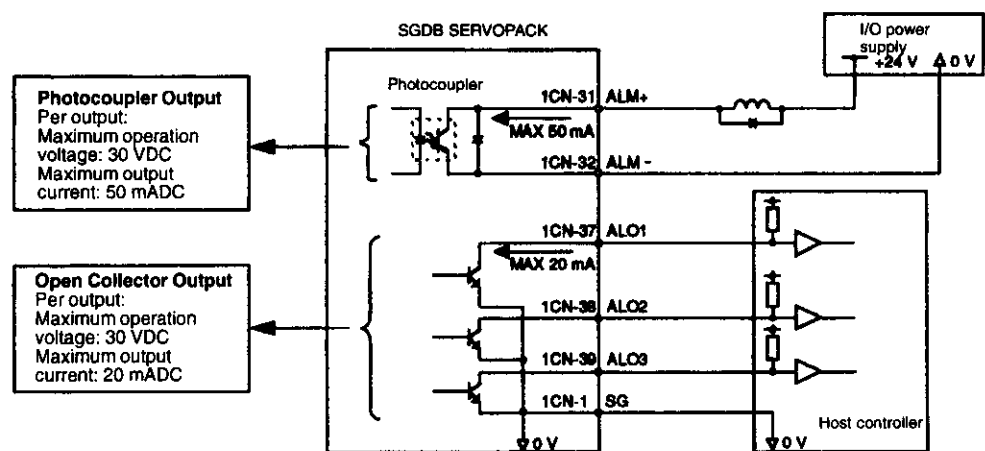 SGDB SERVOPACK
I/O power
supply
+24 V
0 V
Photocoupler
Photocoupler Output
Per output:
Maximum operation
voltage: 30 VDC
Maximum output
current: 50 mADC
1CN-31 ALM+
MAX 50 mA
1CN-32 ALM -
1CN-37 ALO1
MAX 20 mA
Open Collector Output
Per output:
Maximum operation
voltage: 30 VDC
Maximum output
current: 20 mADC
1CN-38 ALO2
1CN-39 ALO3
1CN-1 SG
0 V
Host controller
0 V